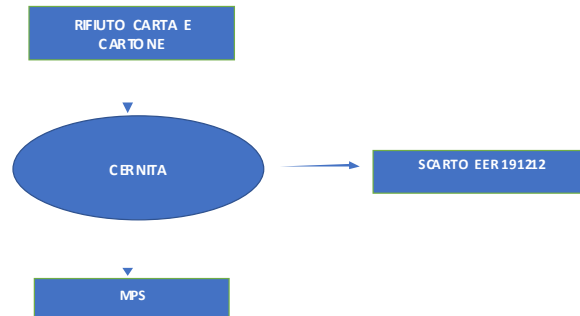 RIFIUTO CARTA E
CARTONE
CERNITA
SCARTO EER 191212
MPS